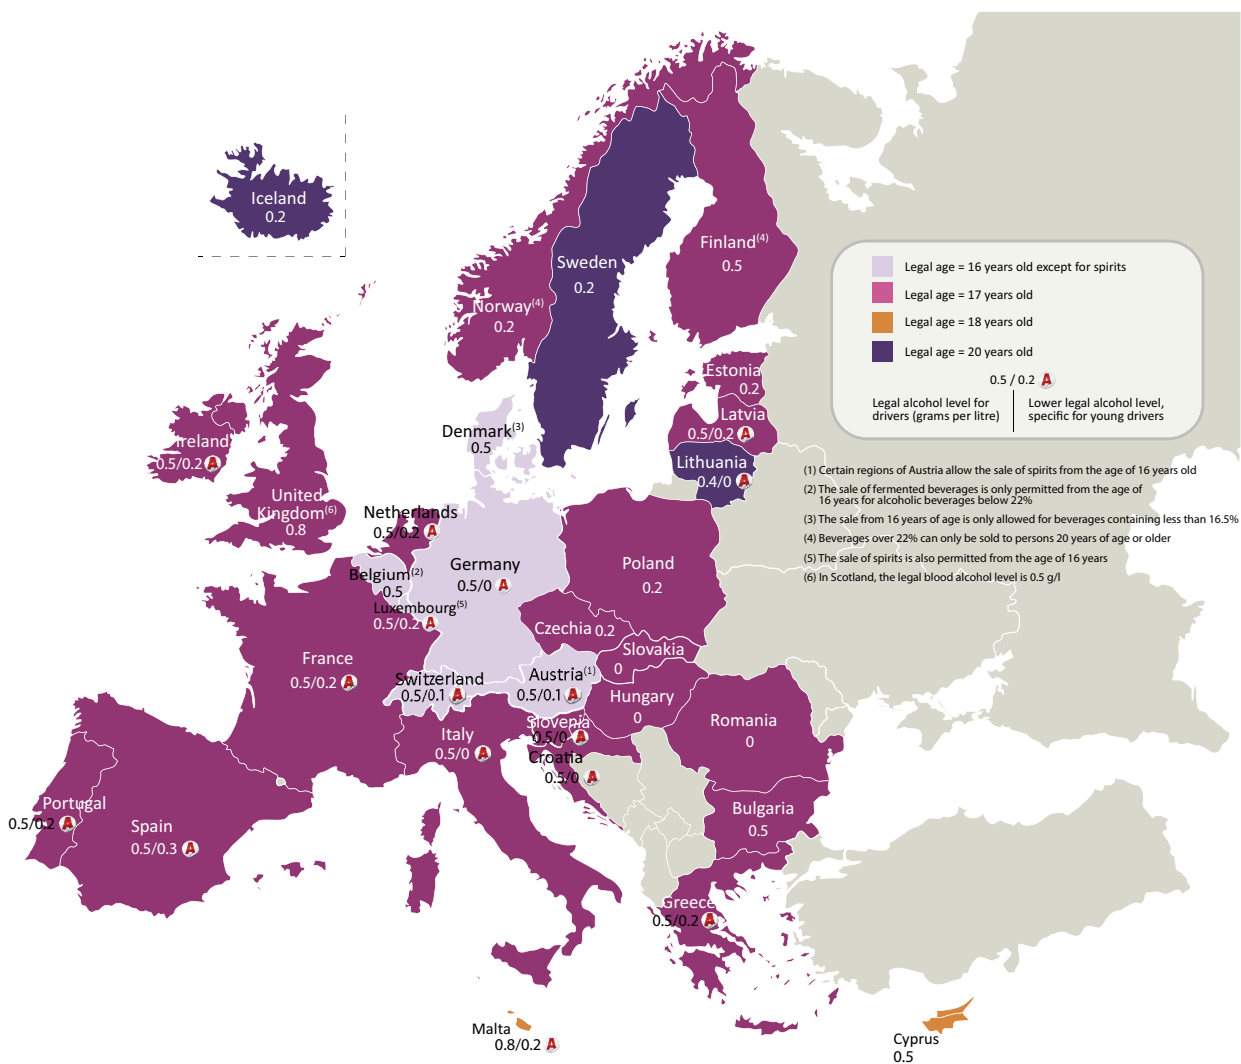 Iceland
0.2
Sweden
0.2
Finland(4)
0.5
Norway(4)
0.2
Legal age = 16 years old except for spirits
Legal age = 17 years old
Legal age = 18 years old
Legal age = 20 years old
0.5 / 0.2 A
Legal alcohol level for
drivers (grams per litre)
Lower legal alcohol level,
specific for young drivers
Estonia
0.2
Latvia
0.5/0.2 A
Lithuania
0.4/0 A
Denmark(3)
0.5
Ireland
0.5/0.2 A
United
Kingdom(6)
0.8
Netherlands
0.5/0.2 A
Belgium(2)
0.5
Luxembourg(5)
0.5/0.2 A
Germany
0.5/0 A
Poland
0.2
Czechia 0.2
Slovakia
0
France
0.5/0.2 A
Switzerland
0.5/0.1 A
Austria(1)
0.5/0.1 A
Hungary
0
Slovenia
0.5/0 A
Croatia
0.5/0 A
Italy
0.5/0 A
Romania
0
Bulgaria
0.5
Portugal
0.5/0.2 A
Spain
0.5/0.3 A
Greece
0.5/0.2 A
Malta
0.8/0.2 A
Cyprus
0.5
(1) Certain regions of Austria allow the sale of spirits from the age of 16 years old
(2) The sale of fermented beverages is only permitted from the age of
16 years for alcoholic beverages below 22%
(3) The sale from 16 years of age is only allowed for beverages containing less than 16.5%
(4) Beverages over 22% can only be sold to persons 20 years of age or older
(5) The sale of spirits is also permitted from the age of 16 years
(6) In Scotland, the legal blood alcohol level is 0.5 g/l